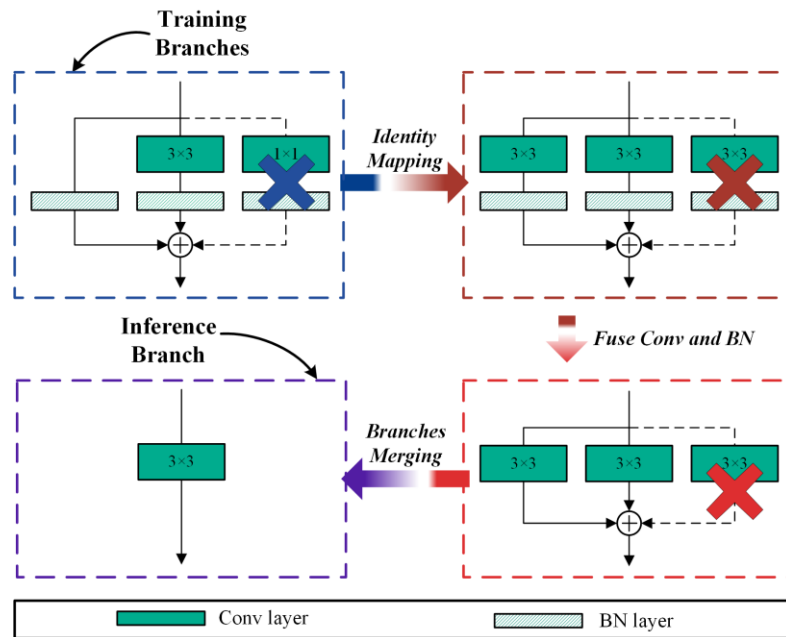 Training
Branches
3×3
1×1
Identity
Mapping
3×3
3×3
3×3
Inference
Branch
Fuse Conv and BN
3×3
Branches
Merging
3×3
3×3
3×3
Conv layer
BN layer